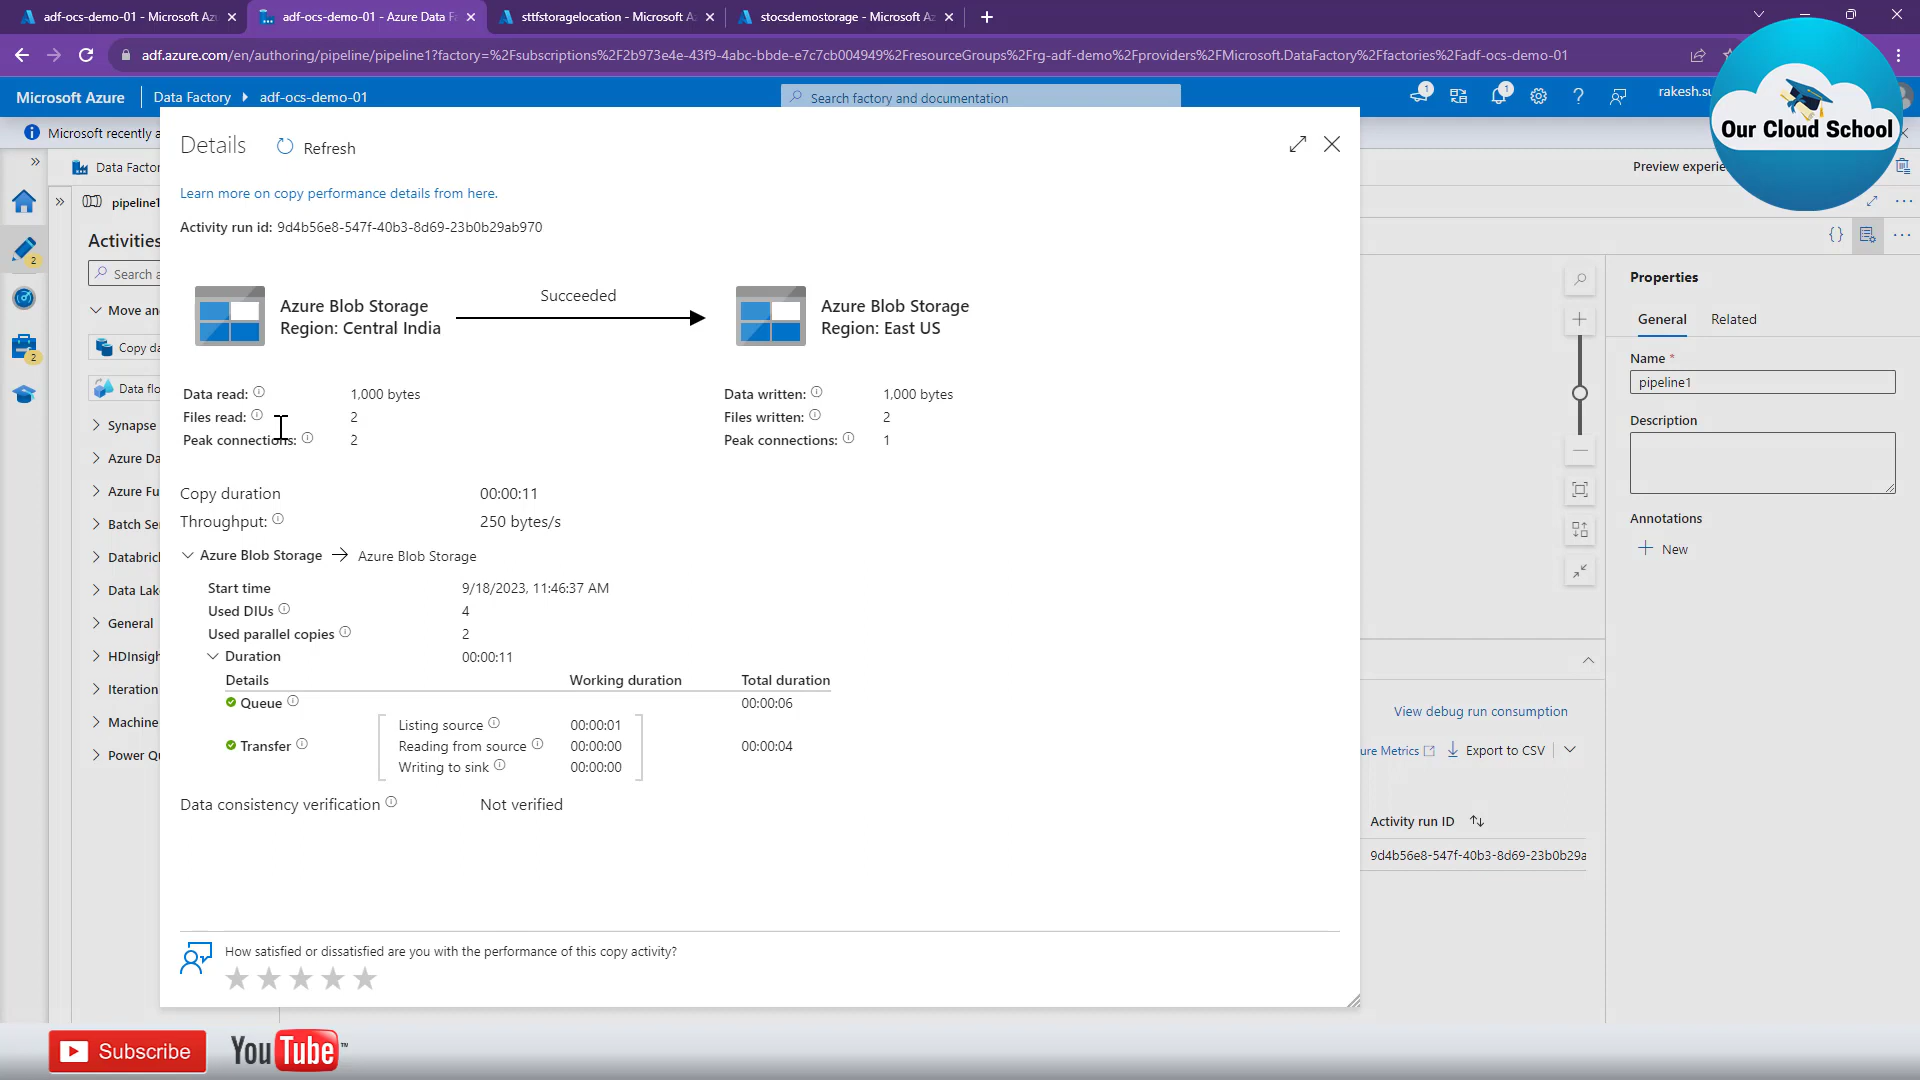 adf-ocs-demo-01 - Microsoft Az
adf-ocs-demo-01 - Azure Data Fa
sttfstoragelocation - Microsoft A
stocsdemostorage - Microsoft Az
adf.azure.com/en/authoring/pipeline/pipeline1?factory=%2Fsubscriptions%2F2b973e4e-43f9-4abc-bbde-e7c7cb004949%2FresourceGroups%2Frg-adf-demo%2Fproviders%2FMicrosoft.DataFactory%2Ffactories%2Fadf-ocs-demo-01
Microsoft Azure
Data Factory
adf-ocs-demo-01
Search factory and documentation
1
1
rakesh.su
Our Cloud School
Microsoft recently a
Data Factor
Preview experie
pipeline1
Activities
Search a
2
2
Move an
Copy da
Data flo
Synapse
Azure Da
Azure Fu
Batch Se
Databric
Data Lak
General
HDInsigh
Iteration
Machine
Power Qu
Details
Refresh
Learn more on copy performance details from here.
Activity run id: 9d4b56e8-547f-40b3-8d69-23b0b29ab970
Azure Blob Storage
Region: Central India
Succeeded
Azure Blob Storage
Region: East US
Data read: 1,000 bytes
Files read: 2
Peak connections: 2
Data written: 1,000 bytes
Files written: 2
Peak connections: 1
Copy duration 00:00:11
Throughput: 250 bytes/s
Azure Blob Storage → Azure Blob Storage
Start time 9/18/2023, 11:46:37 AM
Used DIUs 4
Used parallel copies 2
Duration 00:00:11
Details Working duration Total duration
Queue 00:00:06
Listing source 00:00:01
Transfer Reading from source 00:00:00 00:00:04
Writing to sink 00:00:00
Data consistency verification Not verified
How satisfied or dissatisfied are you with the performance of this copy activity?
Properties
General
Related
Name *
pipeline1
Description
Annotations
New
View debug run consumption
ure Metrics
Export to CSV
Activity run ID
9d4b56e8-547f-40b3-8d69-23b0b29a
Subscribe
YouTube™